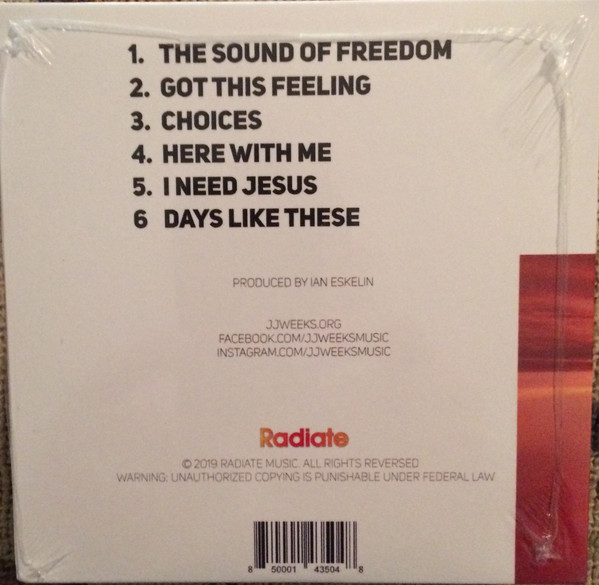 1. THE SOUND OF FREEDOM
2. GOT THIS FEELING
3. CHOICES
4. HERE WITH ME
5. I NEED JESUS
6 DAYS LIKE THESE
PRODUCED BY IAN ESKELIN
JJWEEKS.ORG
FACEBOOK.COM/JJWEEKSMUSIC
INSTAGRAM.COM/JJWEEKSMUSIC
Radiate
© 2019 RADIATE MUSIC. ALL RIGHTS REVERSED
WARNING: UNAUTHORIZED COPYING IS PUNISHABLE UNDER FEDERAL LAW
8 50001 43504 8